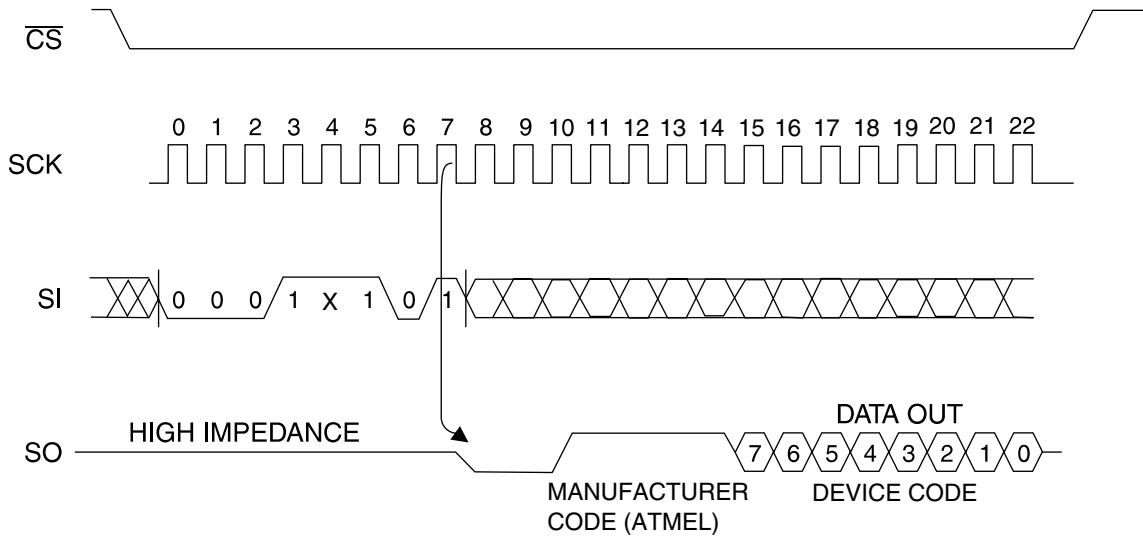 CS
0 1 2 3 4 5 6 7 8 9 10 11 12 13 14 15 16 17 18 19 20 21 22
SCK
SI
0 0 0 1 X 1 0 1
DATA OUT
HIGH IMPEDANCE
SO
7 6 5 4 3 2 1 0
MANUFACTURER
CODE (ATMEL)
DEVICE CODE